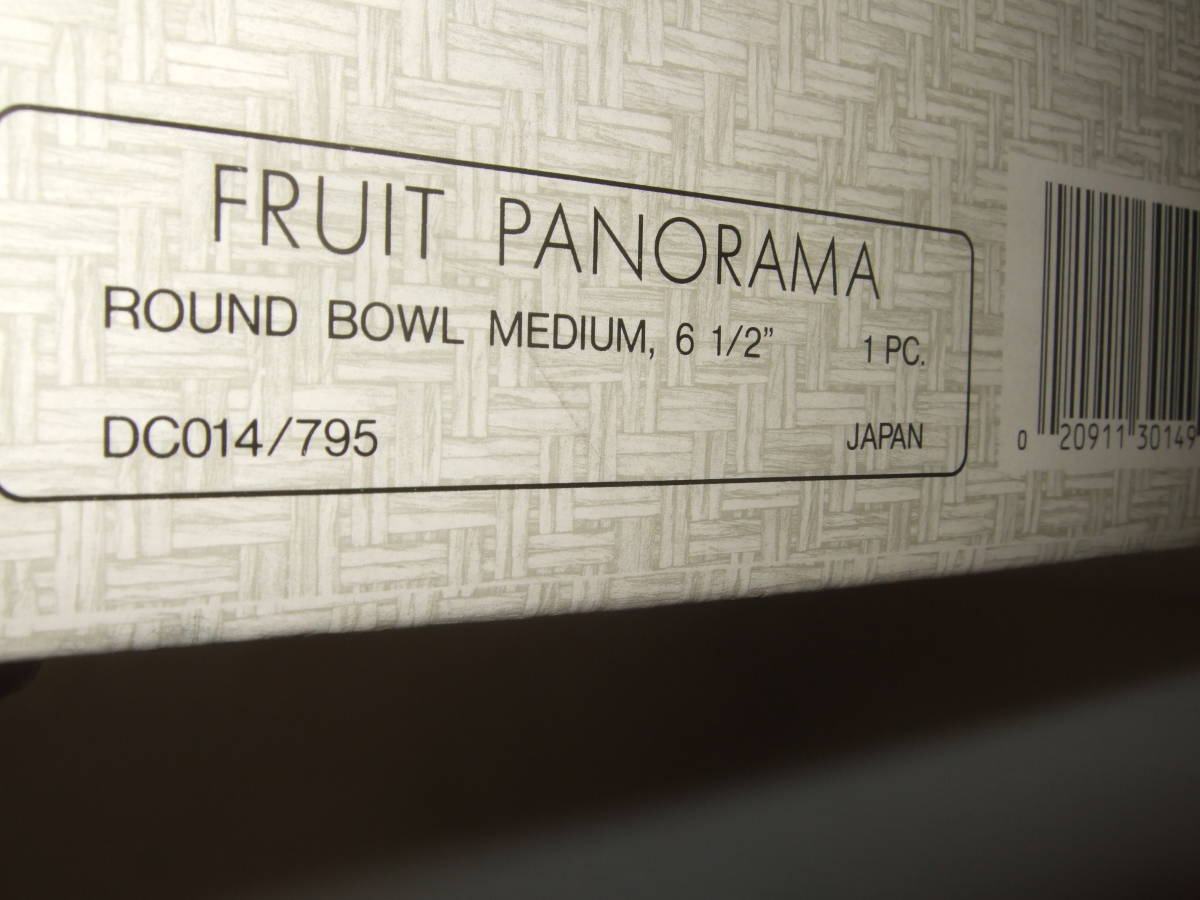 FRUIT PANORAMA
ROUND BOWL MEDIUM, 6 1/2" 1 PC.
DC014/795 JAPAN
0 20911 30149